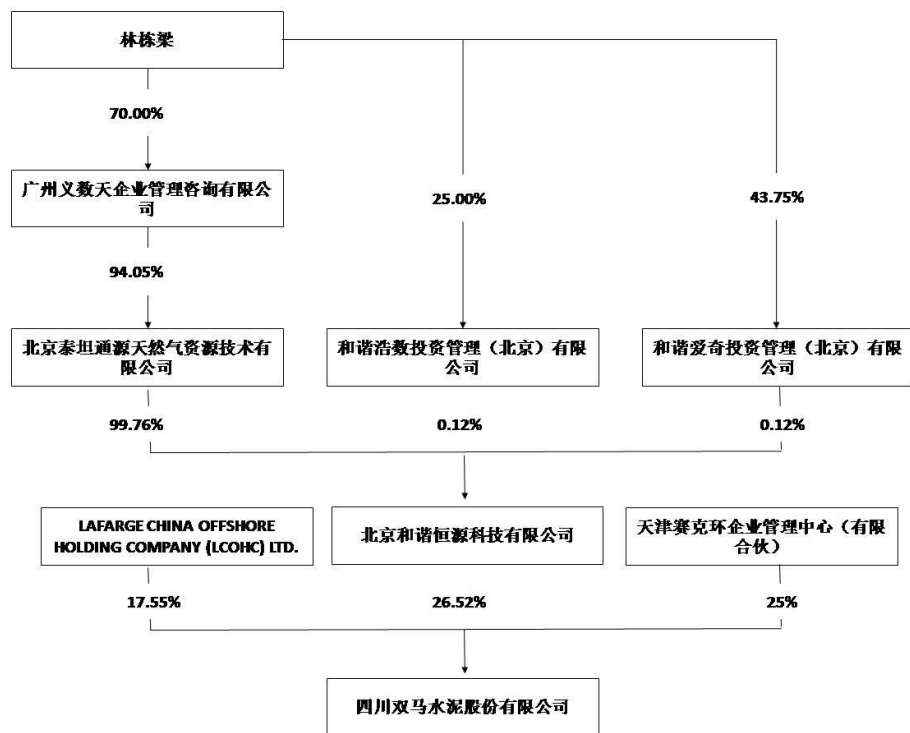 林栋梁
70.00%
广州义数天企业管理咨询有限公
司
25.00%
43.75%
94.05%
北京泰坦通源天然气资源技术有
限公司
和谐浩数投资管理（北京）有限
公司
和谐爱奇投资管理（北京）有限
公司
99.76%
0.12%
0.12%
LAFARGE CHINA OFFSHORE
HOLDING COMPANY (LCOHC) LTD.
北京和谐恒源科技有限公司
天津赛克环企业管理中心（有限
合伙）
17.55%
26.52%
25%
四川双马水泥股份有限公司